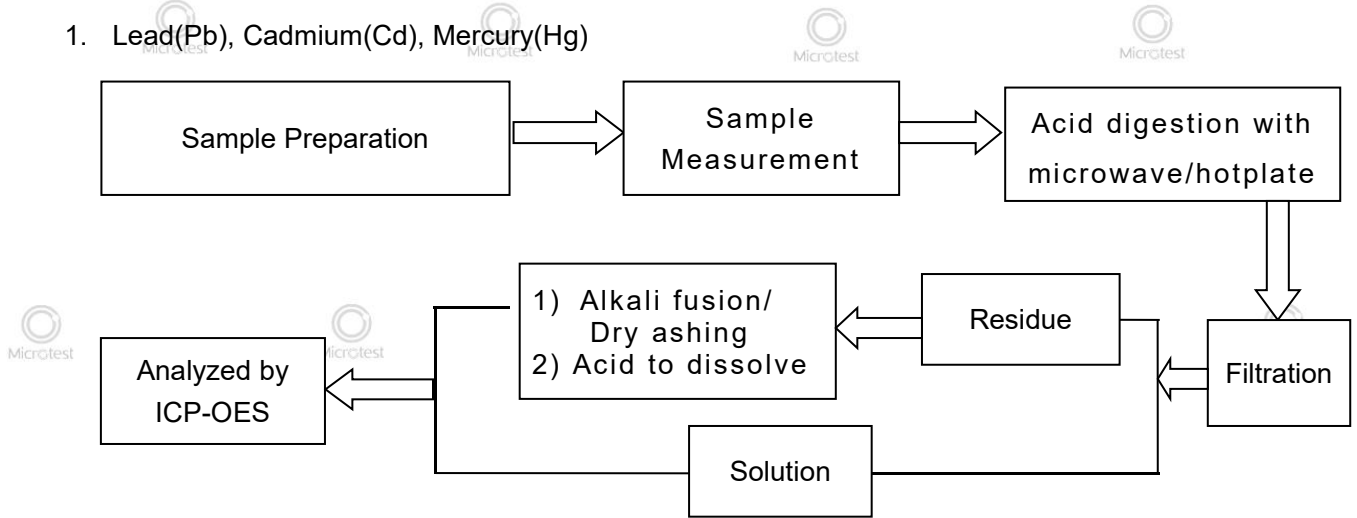 1. Lead(Pb), Cadmium(Cd), Mercury(Hg)
Microtest
Microtest
Microtest
Microtest
Sample Preparation
Sample
Measurement
Acid digestion with
microwave/hotplate
Filtration
Residue
1) Alkali fusion/
Dry ashing
2) Acid to dissolve
Solution
Microtest
Microtest
Analyzed by
ICP-OES